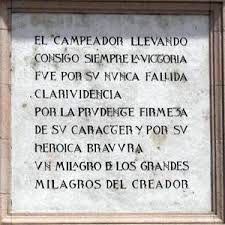 EL CAMPEADOR LLEVANDO
CONSIGO SIEMPRE LA VICTORIA
FVE POR SV NVNCA FALLIDA
CLARIVIDENCIA
POR LA PRVDENTE FIRMEZA
DE SV CARACTER Y POR SV
HEROICA BRAVVRA
VN MILAGRO DE LOS GRANDES
MILAGROS DEL CREADOR